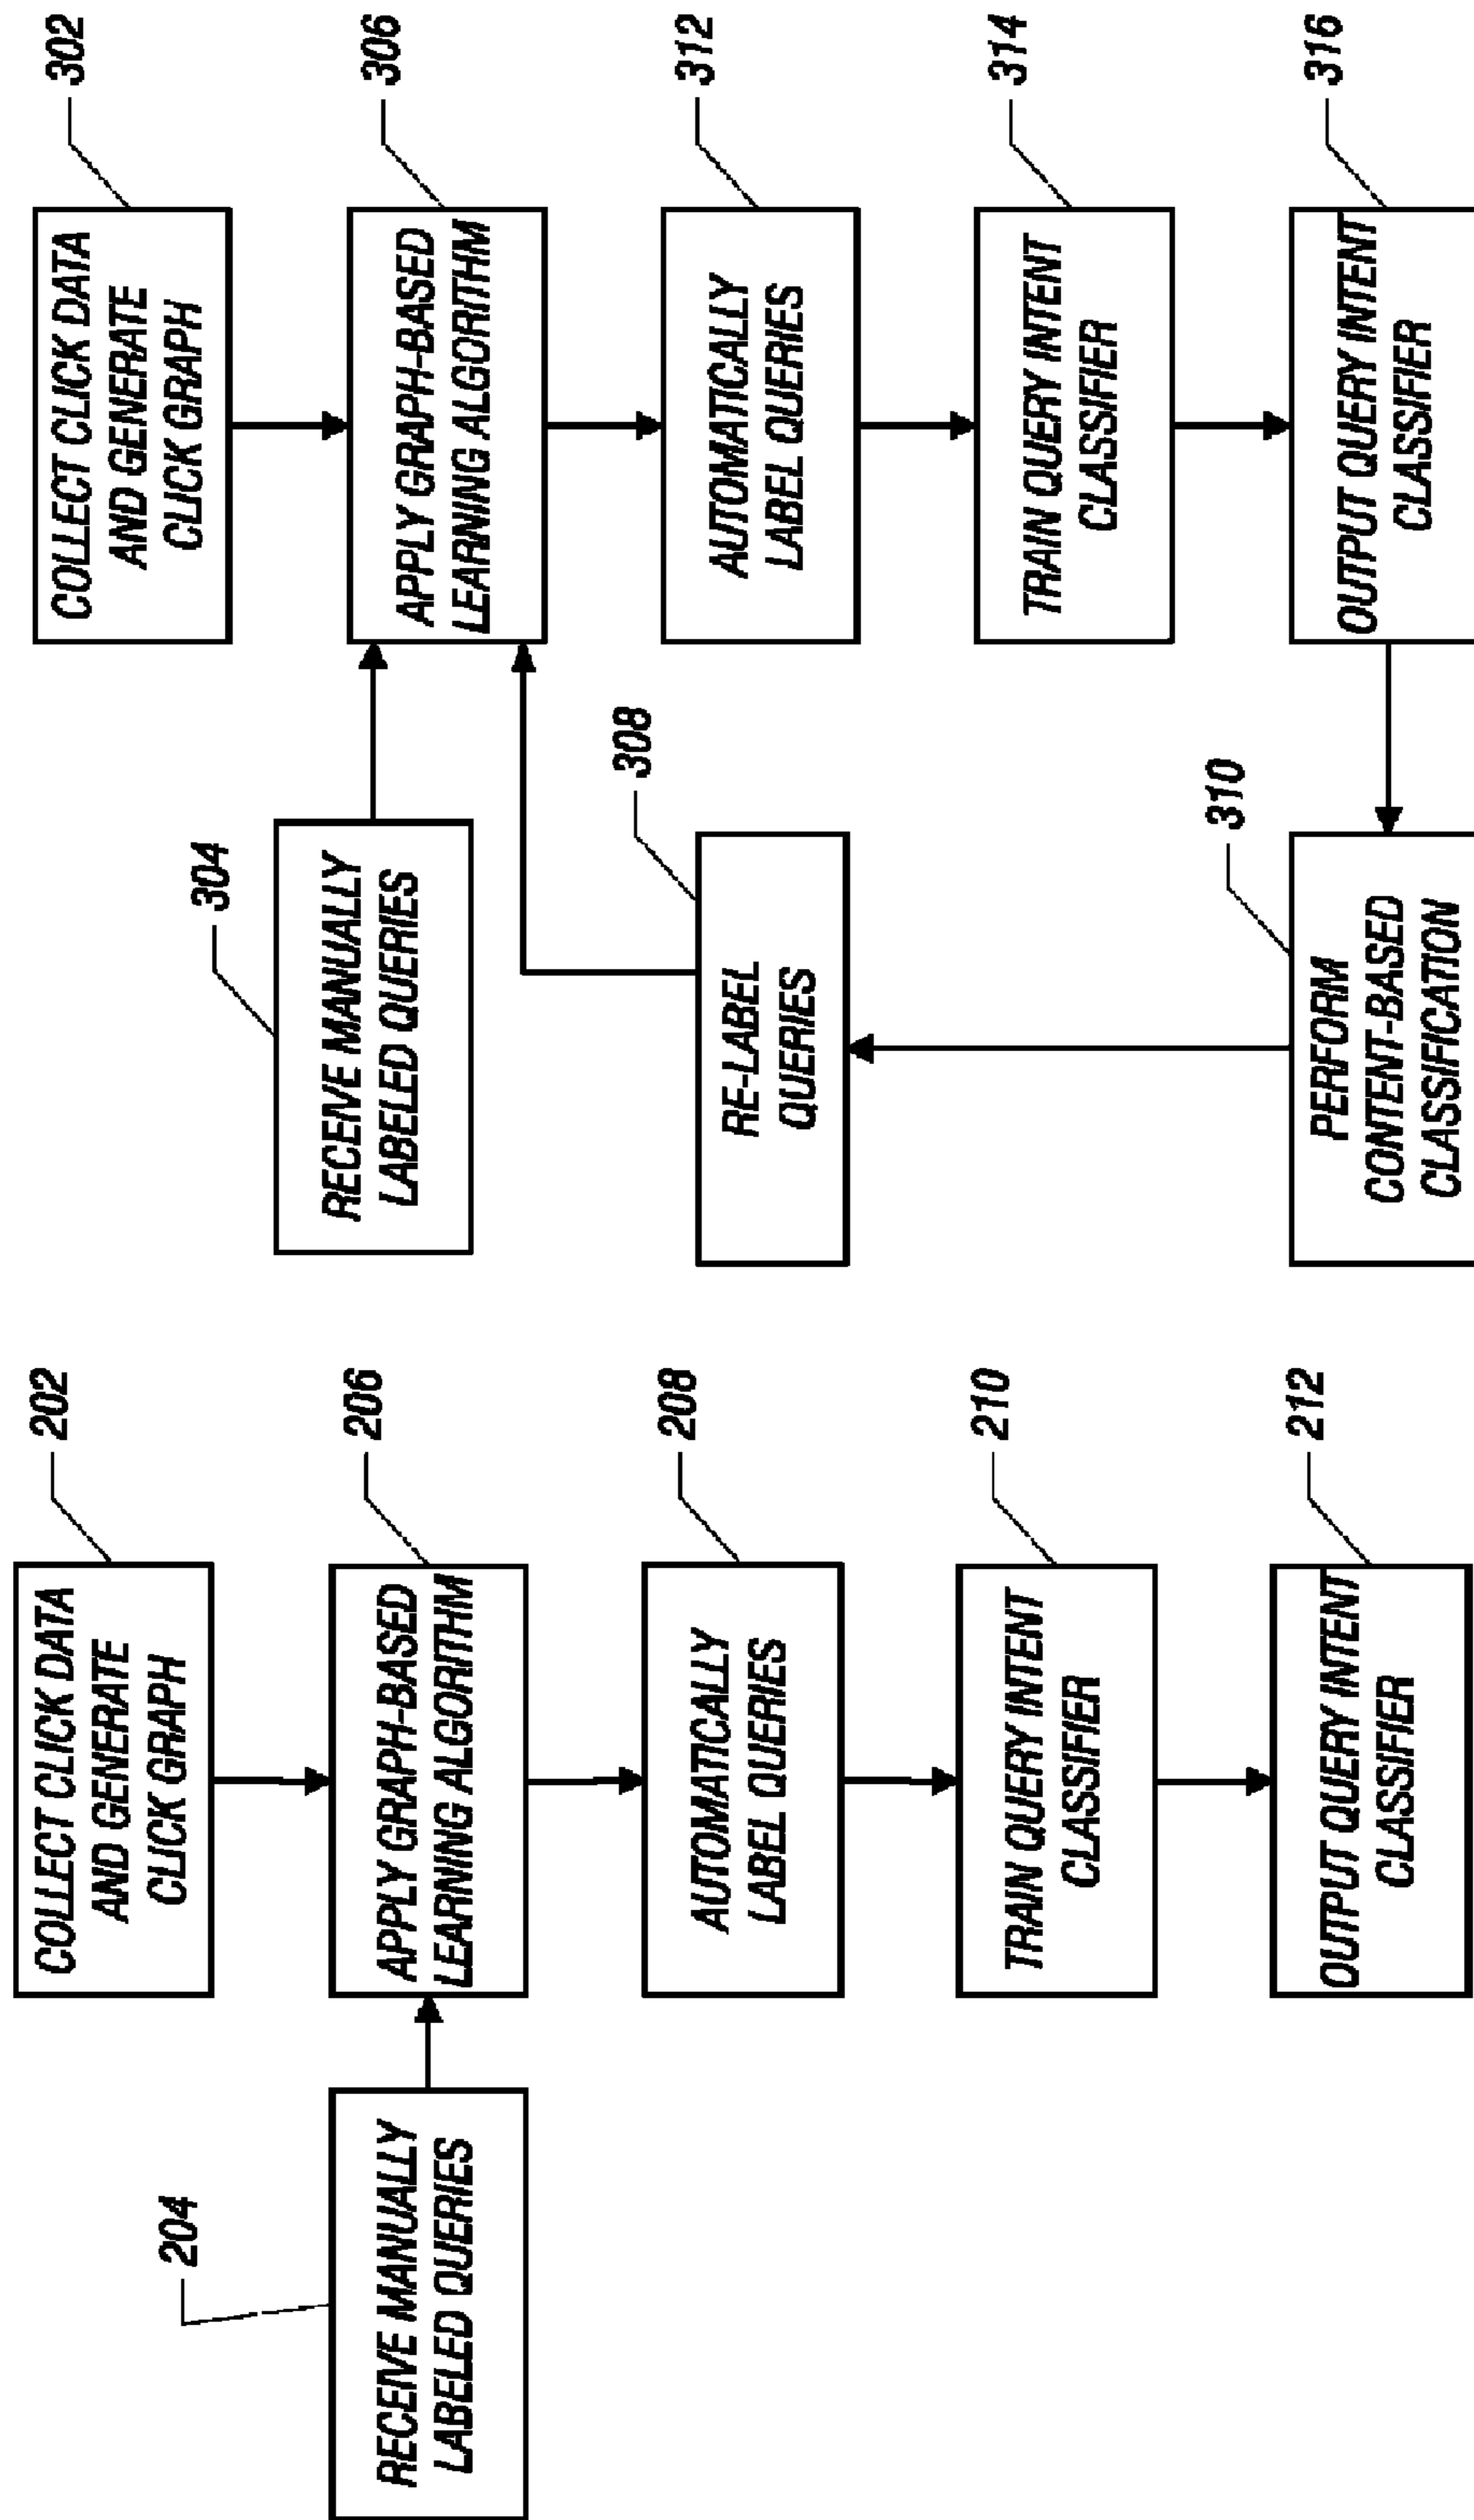 202
COLLECT CLICK DATA
AND GENERATE
CLICK GRAPH
204
RECEIVE MANUALLY
LABELED QUERIES
206
APPLY GRAPH-BASED
LEARNING ALGORITHM
208
AUTOMATICALLY
LABEL QUERIES
210
TRAIN QUERY INTENT
CLASSIFIER
212
OUTPUT QUERY INTENT
CLASSIFIER
302
COLLECT CLICK DATA
AND GENERATE
CLICK GRAPH
304
RECEIVE MANUALLY
LABELED QUERIES
306
APPLY GRAPH-BASED
LEARNING ALGORITHM
308
RE-LABEL
QUERIES
312
AUTOMATICALLY
LABEL QUERIES
314
TRAIN QUERY INTENT
CLASSIFIER
310
PERFORM
CONTENT-BASED
CLASSIFICATION
316
OUTPUT QUERY INTENT
CLASSIFIER